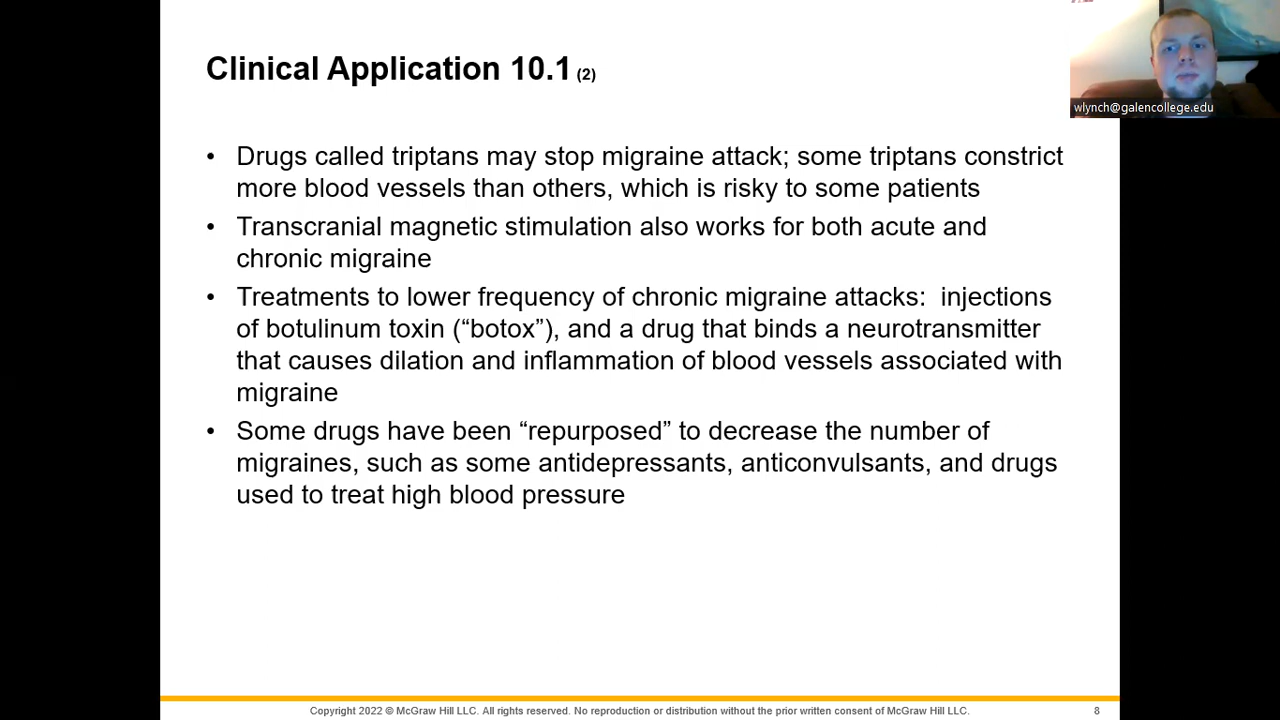 Clinical Application 10.1 (2)
wlynch@galencollege.edu
• Drugs called triptans may stop migraine attack; some triptans constrict
more blood vessels than others, which is risky to some patients
• Transcranial magnetic stimulation also works for both acute and
chronic migraine
• Treatments to lower frequency of chronic migraine attacks:  injections
of botulinum toxin (“botox”), and a drug that binds a neurotransmitter
that causes dilation and inflammation of blood vessels associated with
migraine
• Some drugs have been “repurposed” to decrease the number of
migraines, such as some antidepressants, anticonvulsants, and drugs
used to treat high blood pressure
Copyright 2022 © McGraw Hill LLC. All rights reserved. No reproduction or distribution without the prior written consent of McGraw Hill LLC.
8